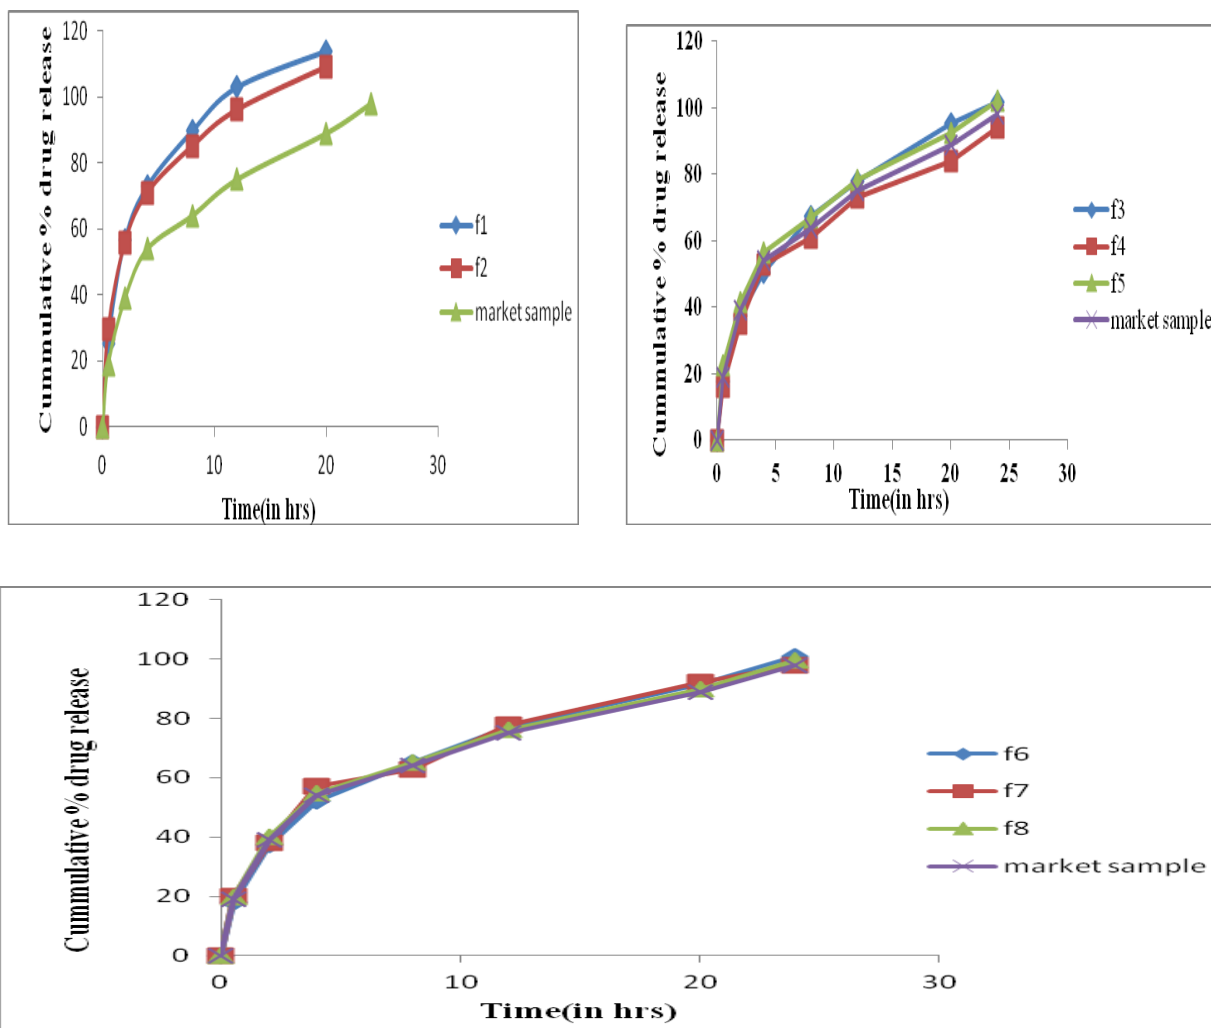 Cummulative % drug release
120
100
80
60
40
20
0
0 10 20 30
Time(in hrs)
f1
f2
market sample
Cummulative % drug release
120
100
80
60
40
20
0
0 5 10 15 20 25 30
Time(in hrs)
f3
f4
f5
market sample
Cummulative % drug release
120
100
80
60
40
20
0
0 10 20 30
Time(in hrs)
f6
f7
f8
market sample